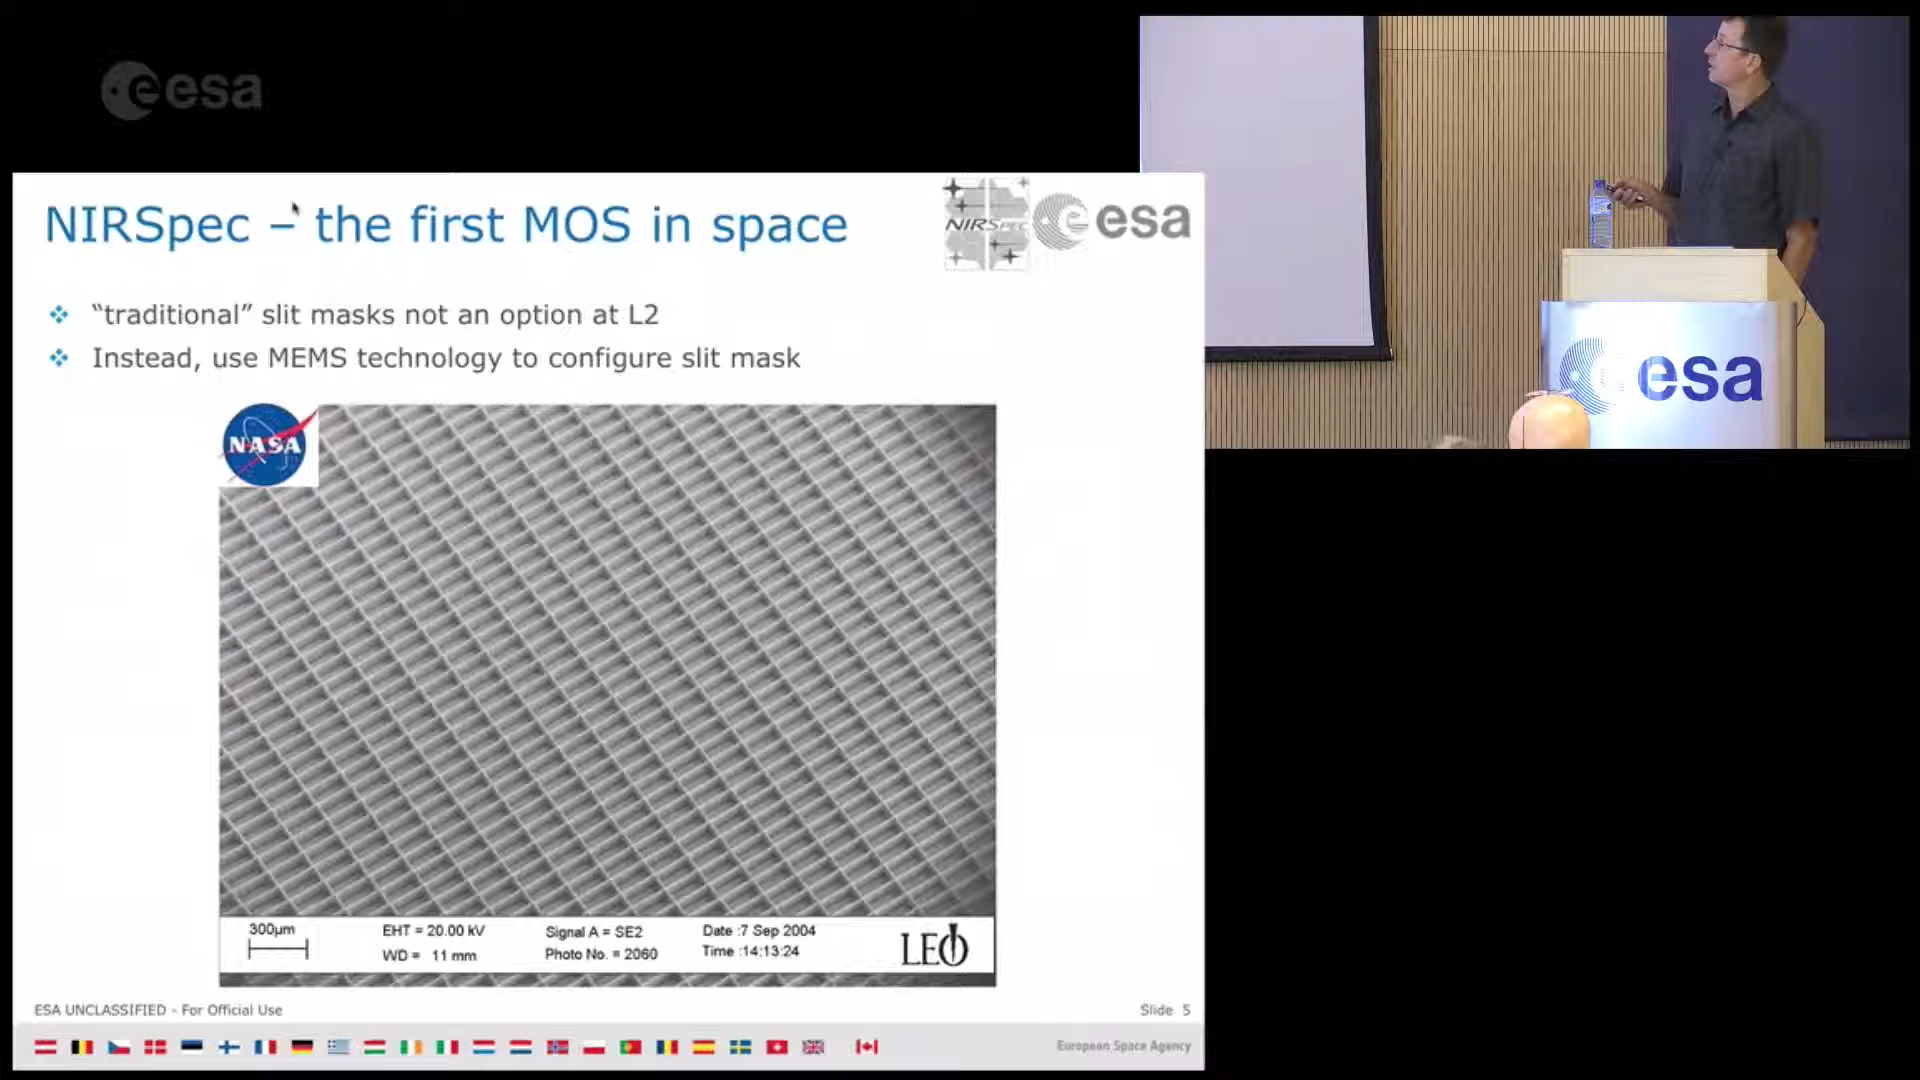 esa
NIRSpec – the first MOS in space
NIRSPEC
esa
"traditional" slit masks not an option at L2
Instead, use MEMS technology to configure slit mask
NASA
300µm
EHT = 20.00 kV
WD = 11 mm
Signal A = SE2
Photo No. = 2060
Date :7 Sep 2004
Time :14:13:24
LEO
ESA UNCLASSIFIED - For Official Use
Slide 5
European Space Agency
esa